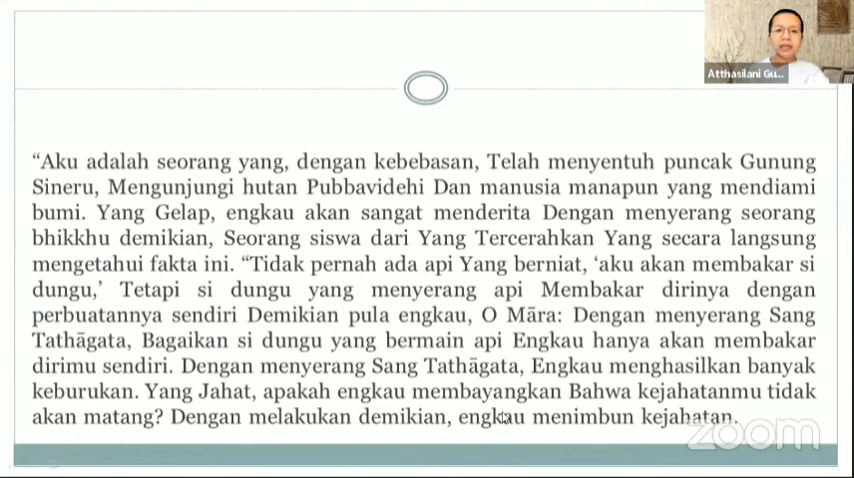 Atthasilani Gu...
“Aku adalah seorang yang, dengan kebebasan, Telah menyentuh puncak Gunung
Sineru, Mengunjungi hutan Pubbavidehi Dan manusia manapun yang mendiami
bumi. Yang Gelap, engkau akan sangat menderita Dengan menyerang seorang
bhikkhu demikian, Seorang siswa dari Yang Tercerahkan Yang secara langsung
mengetahui fakta ini. “Tidak pernah ada api Yang berniat, ‘aku akan membakar si
dungu,’ Tetapi si dungu yang menyerang api Membakar dirinya dengan
perbuatannya sendiri Demikian pula engkau, O Māra: Dengan menyerang Sang
Tathāgata, Bagaikan si dungu yang bermain api Engkau hanya akan membakar
dirimu sendiri. Dengan menyerang Sang Tathāgata, Engkau menghasilkan banyak
keburukan. Yang Jahat, apakah engkau membayangkan Bahwa kejahatanmu tidak
akan matang? Dengan melakukan demikian, engkau menimbun kejahatan.
zoom